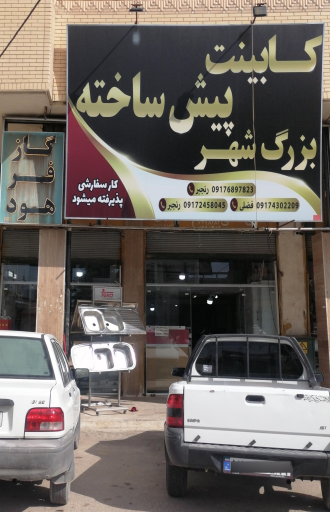 کابینت
پیش ساخته
بزرگ شهر
کار سفارشی
پذیرفته میشود
09176897823 رنجبر
09174302209 فضلی
09172458045 رنجبر
گاز
فر
هود